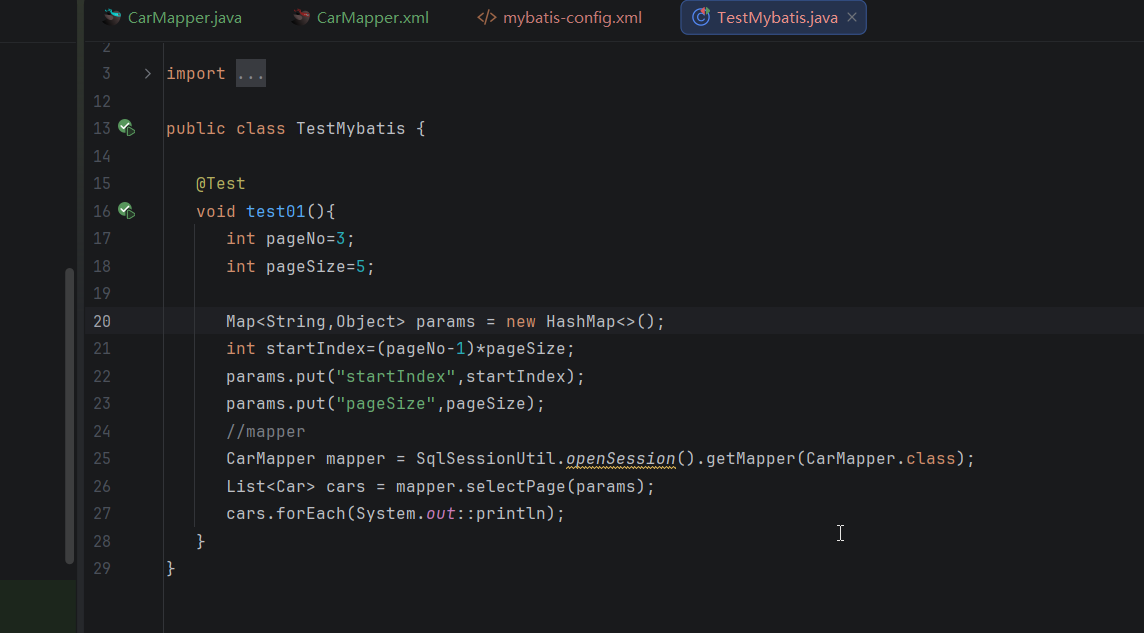 CarMapper.java CarMapper.xml </> mybatis-config.xml TestMybatis.java
2
3 import ...
12
13 public class TestMybatis {
14
15 @Test
16 void test01(){
17 int pageNo=3;
18 int pageSize=5;
19
20 Map<String,Object> params = new HashMap<>();
21 int startIndex=(pageNo-1)*pageSize;
22 params.put("startIndex",startIndex);
23 params.put("pageSize",pageSize);
24 //mapper
25 CarMapper mapper = SqlSessionUtil.openSession().getMapper(CarMapper.class);
26 List<Car> cars = mapper.selectPage(params);
27 cars.forEach(System.out::println);
28 }
29 }